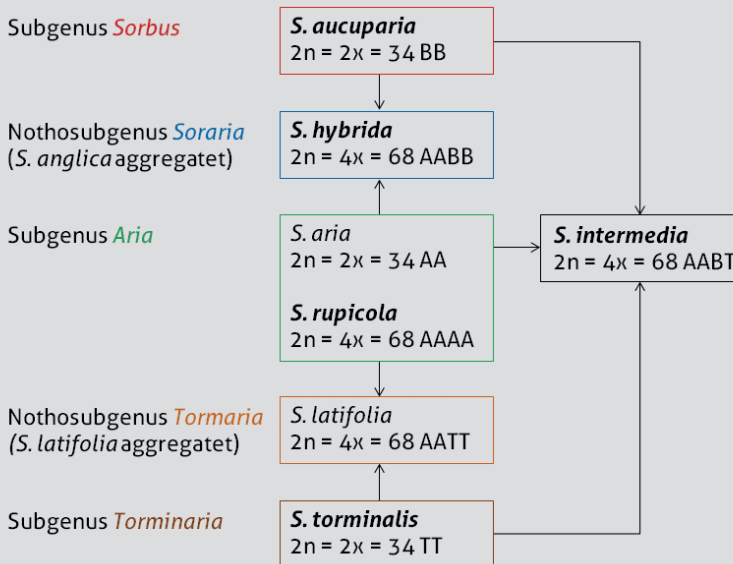 Subgenus Sorbus
S. aucuparia
2n = 2x = 34 BB
Nothosubgenus Soraria
(S. anglica aggregatet)
S. hybrida
2n = 4x = 68 AABB
Subgenus Aria
S. aria
2n = 2x = 34 AA
S. rupicola
2n = 4x = 68 AAAA
S. intermedia
2n = 4x = 68 AABT
Nothosubgenus Tormaria
(S. latifolia aggregatet)
S. latifolia
2n = 4x = 68 AATT
Subgenus Torminaria
S. torminalis
2n = 2x = 34 TT